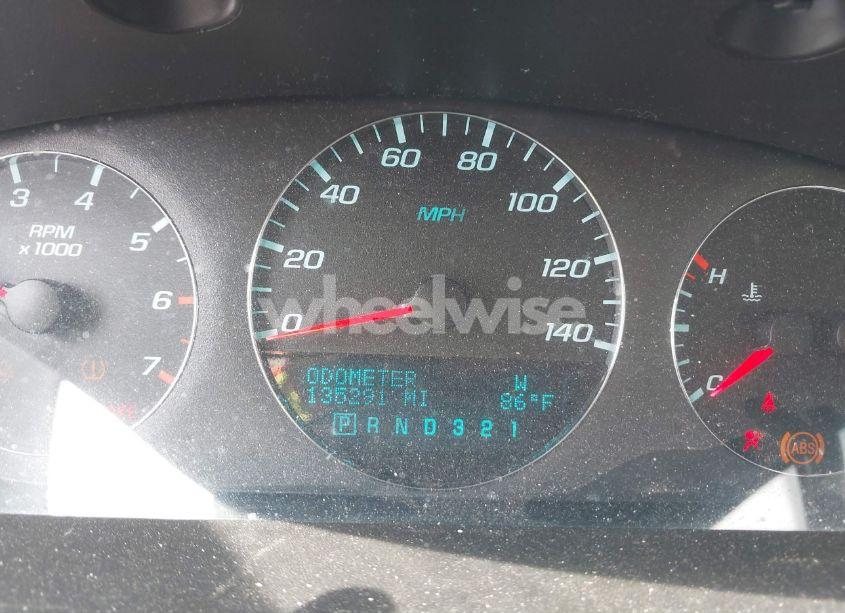 3
4
5
6
7
RPM
x 1000
0
20
40
60
80
100
120
140
MPH
wheelwise
ODOMETER W
135291 MI 86°F
P R N D 3 2 1
H
C
ABS